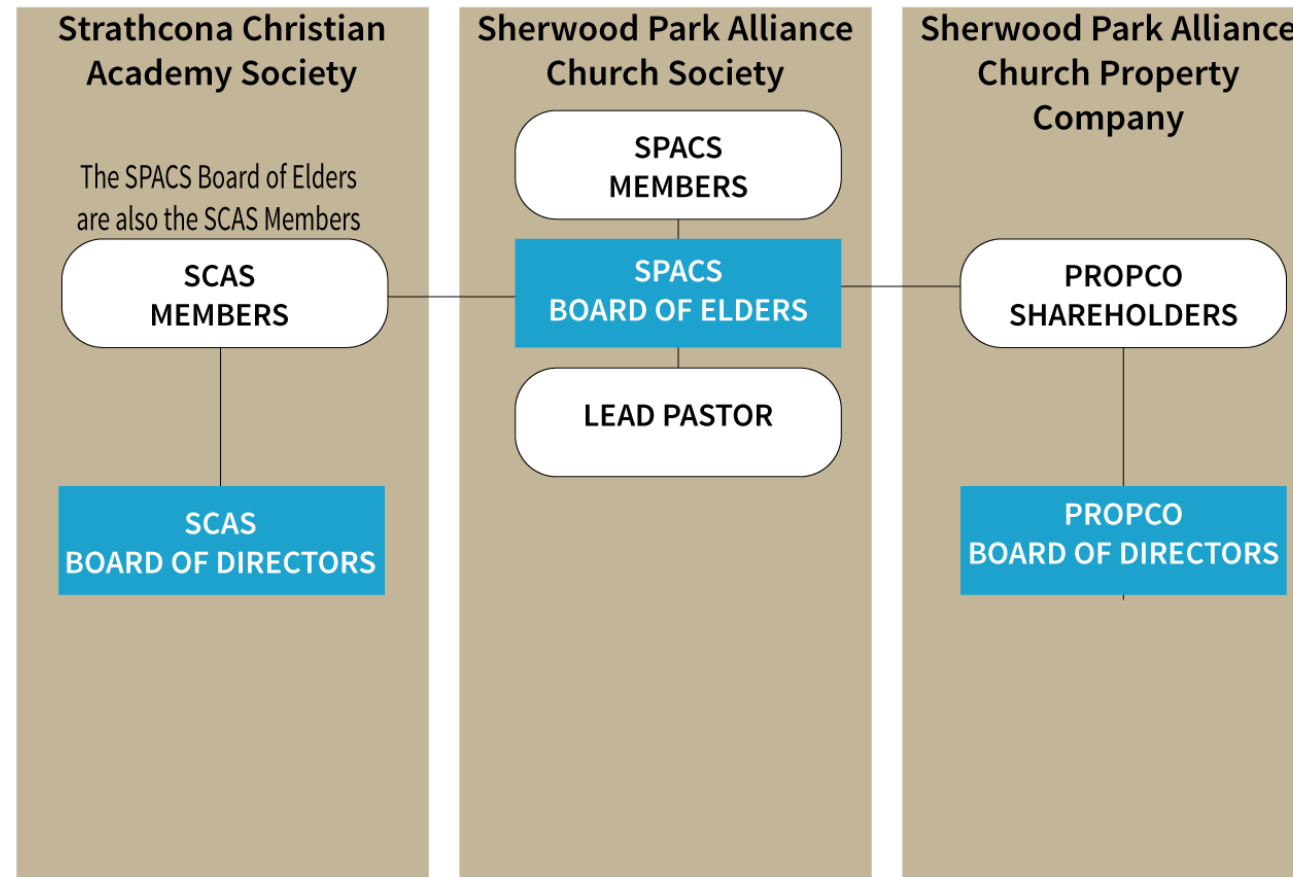 Strathcona Christian
Academy Society
The SPACS Board of Elders
are also the SCAS Members
SCAS
MEMBERS
SCAS
BOARD OF DIRECTORS
Sherwood Park Alliance
Church Society
SPACS
MEMBERS
SPACS
BOARD OF ELDERS
LEAD PASTOR
Sherwood Park Alliance
Church Property
Company
PROPCO
SHAREHOLDERS
PROPCO
BOARD OF DIRECTORS